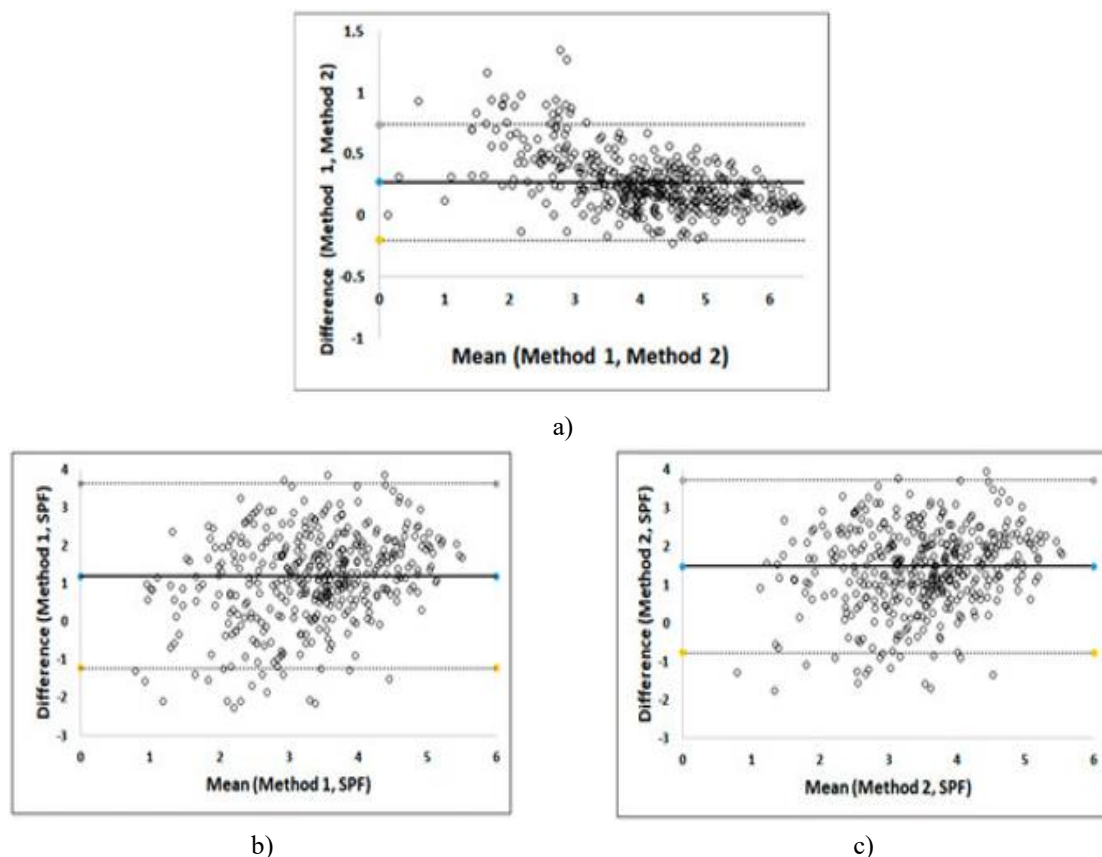 1.5
1
0.5
0
-0.5
-1
0 1 2 3 4 5 6
Difference (Method 1, Method 2)
Mean (Method 1, Method 2)
a)
4
3
2
1
0
-1
-2
-3
0 1 2 3 4 5 6
Difference (Method 1, SPF)
Mean (Method 1, SPF)
b)
4
3
2
1
0
-1
-2
-3
0 1 2 3 4 5 6
Difference (Method 2, SPF)
Mean (Method 2, SPF)
c)